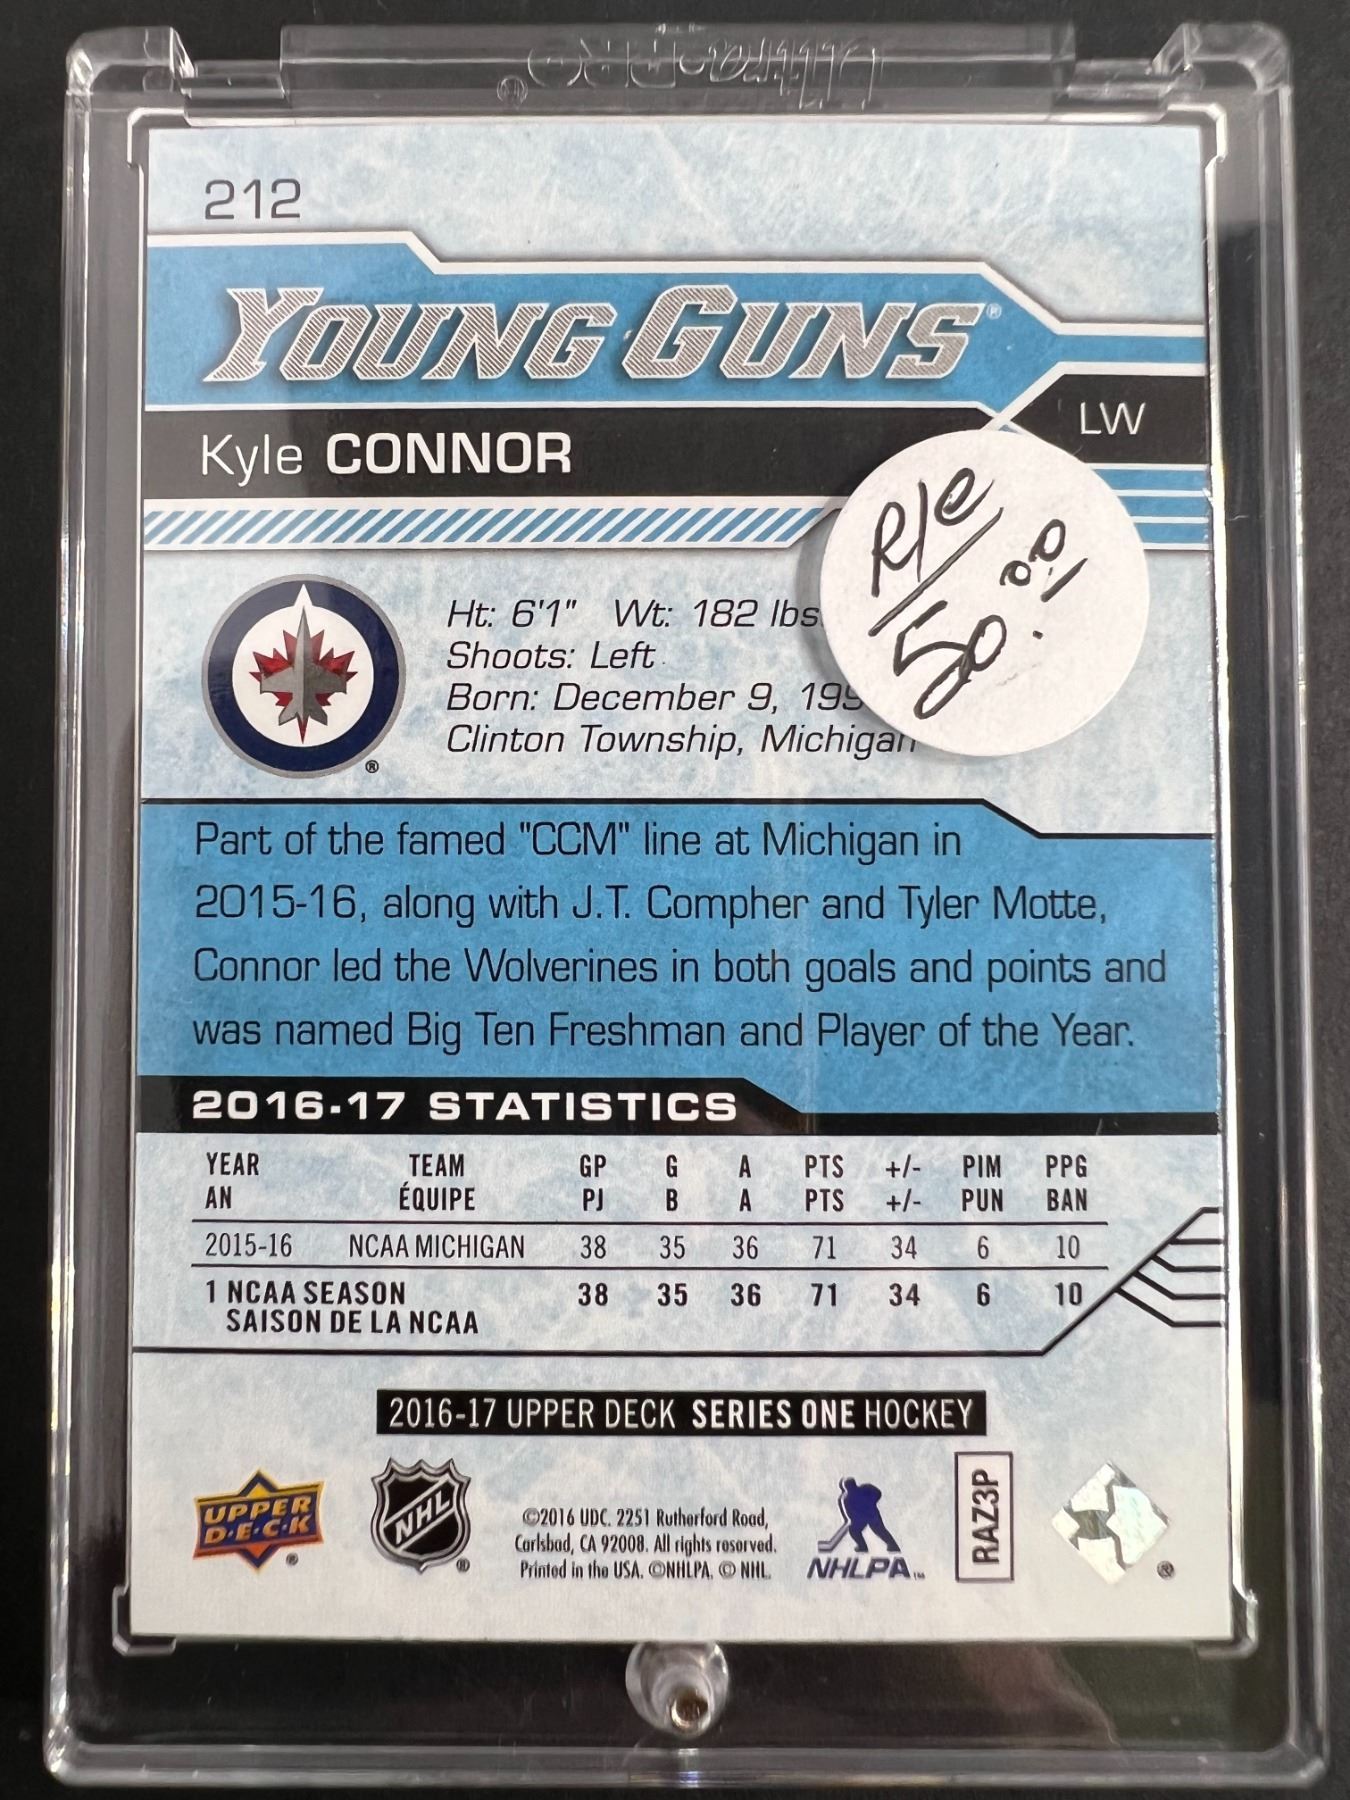 ULTRA•PRO®
212
YOUNG GUNS®
LW
Kyle CONNOR
R/C
50.00
Ht: 6'1" Wt: 182 lbs.
Shoots: Left
Born: December 9, 199
Clinton Township, Michigan
®
Part of the famed "CCM" line at Michigan in
2015-16, along with J.T. Compher and Tyler Motte,
Connor led the Wolverines in both goals and points and
was named Big Ten Freshman and Player of the Year.
2016-17 STATISTICS
YEAR TEAM GP G A PTS +/- PIM PPG
AN ÉQUIPE PJ B A PTS +/- PUN BAN
2015-16 NCAA MICHIGAN 38 35 36 71 34 6 10
1 NCAA SEASON 38 35 36 71 34 6 10
SAISON DE LA NCAA
2016-17 UPPER DECK SERIES ONE HOCKEY
UPPER D•E•C•K ®
NHL ®
©2016 UDC. 2251 Rutherford Road,
Carlsbad, CA 92008. All rights reserved.
Printed in the USA. ©NHLPA. © NHL.
NHLPA™
RAZ3P
®